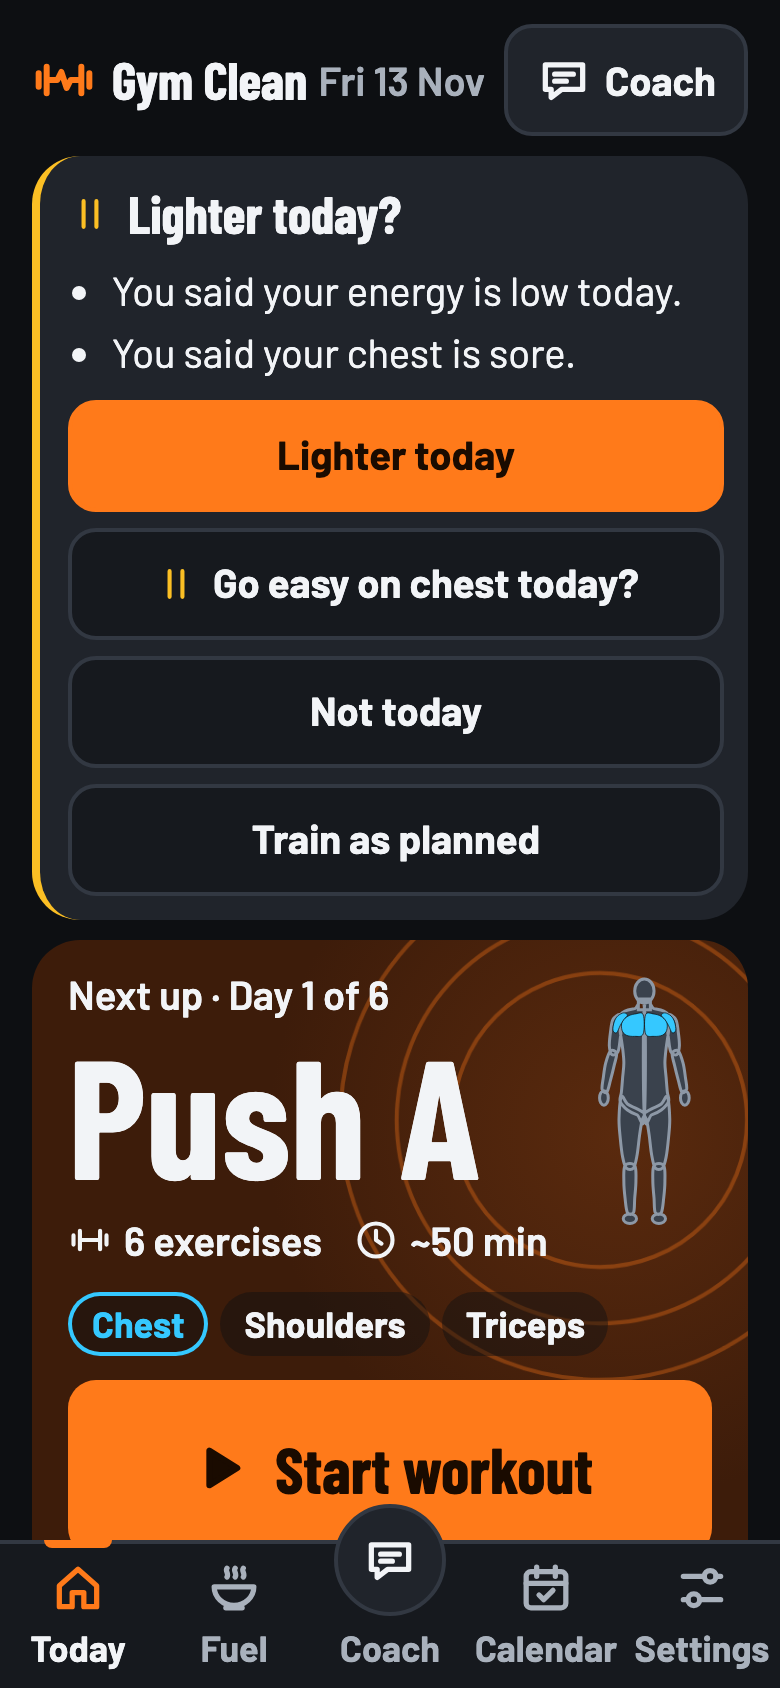 Gym Clean Fri 13 Nov
Coach
Lighter today?
• You said your energy is low today.
• You said your chest is sore.
Lighter today
Go easy on chest today?
Not today
Train as planned
Next up · Day 1 of 6
Push A
6 exercises ~50 min
Chest Shoulders Triceps
Start workout
Today Fuel Coach Calendar Settings